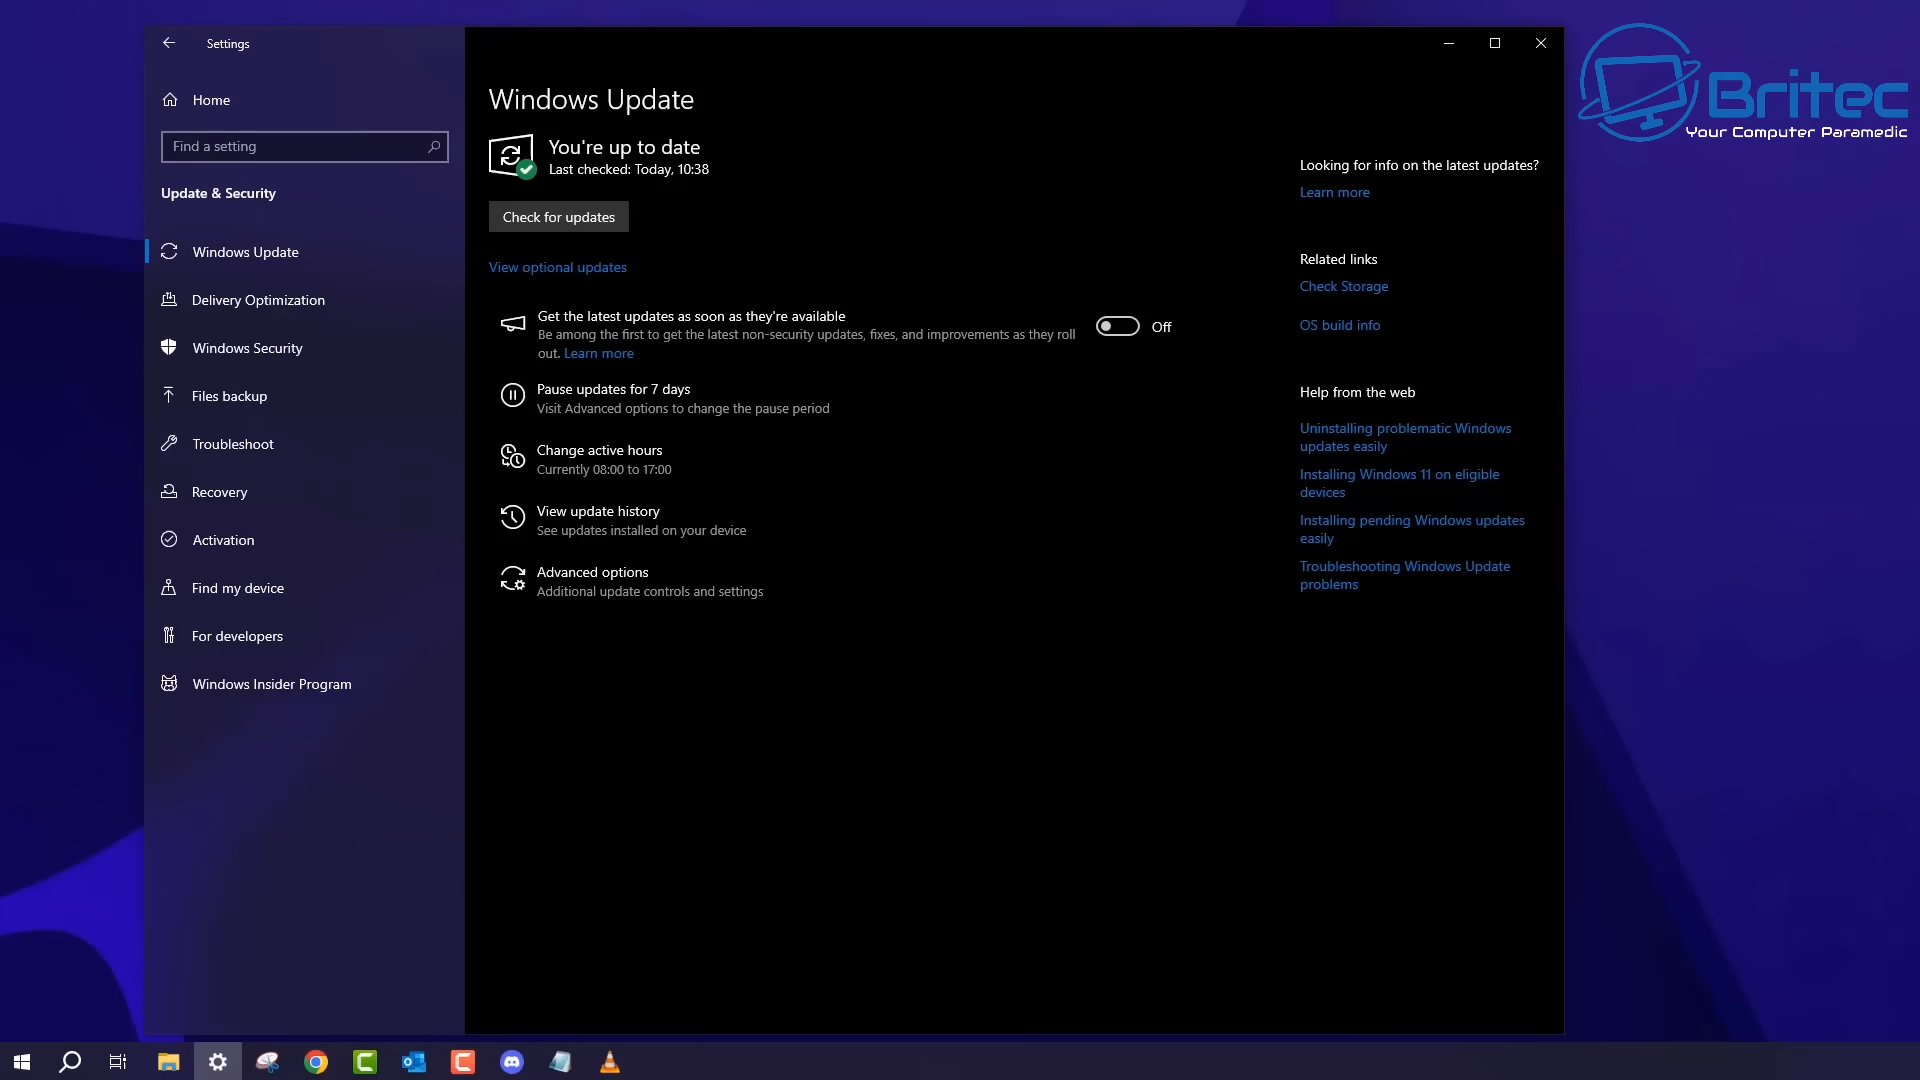 Settings
Home
Find a setting
Update & Security
Windows Update
Delivery Optimization
Windows Security
Files backup
Troubleshoot
Recovery
Activation
Find my device
For developers
Windows Insider Program
Windows Update
You're up to date
Last checked: Today, 10:38
Check for updates
View optional updates
Get the latest updates as soon as they're available
Be among the first to get the latest non-security updates, fixes, and improvements as they roll
out. Learn more
Off
Pause updates for 7 days
Visit Advanced options to change the pause period
Change active hours
Currently 08:00 to 17:00
View update history
See updates installed on your device
Advanced options
Additional update controls and settings
Looking for info on the latest updates?
Learn more
Related links
Check Storage
OS build info
Help from the web
Uninstalling problematic Windows
updates easily
Installing Windows 11 on eligible
devices
Installing pending Windows updates
easily
Troubleshooting Windows Update
problems
Britec
Your Computer Paramedic